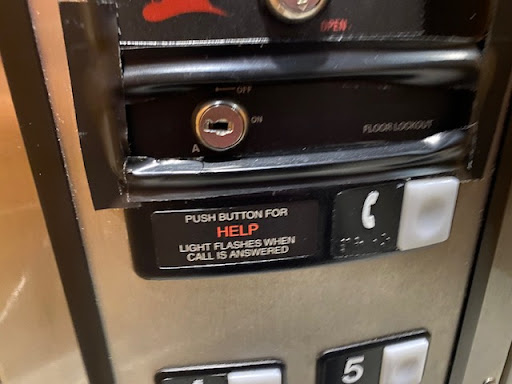 OPEN
OFF
ON
A
FLOOR LOCKOUT
PUSH BUTTON FOR
HELP
LIGHT FLASHES WHEN
CALL IS ANSWERED
5